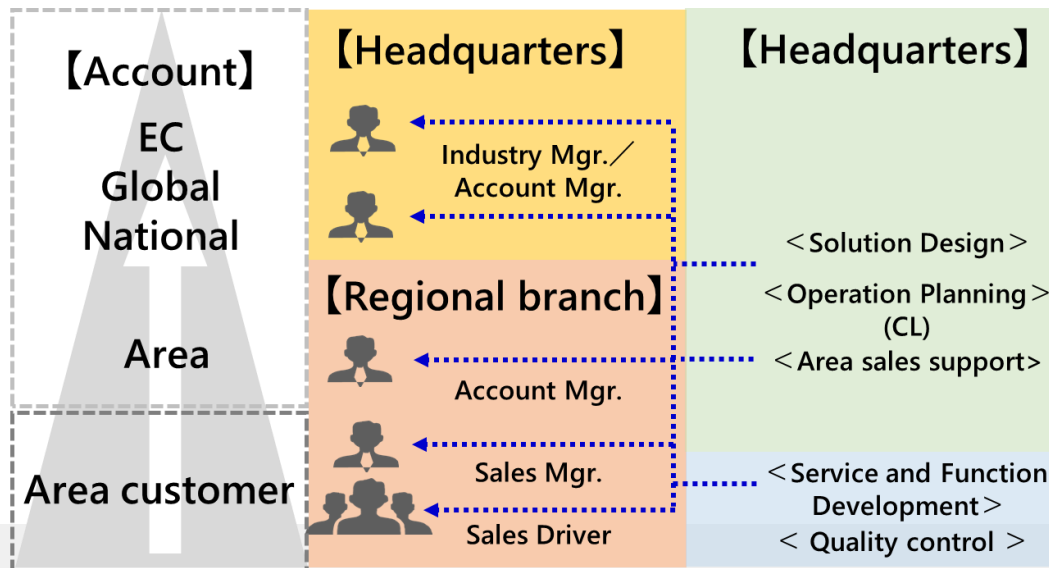 【Account】
EC
Global
National
Area
Area customer
【Headquarters】
Industry Mgr.／
Account Mgr.
【Regional branch】
Account Mgr.
Sales Mgr.
Sales Driver
【Headquarters】
＜Solution Design＞
＜Operation Planning＞
(CL)
＜Area sales support>
＜Service and Function
Development＞
＜ Quality control ＞